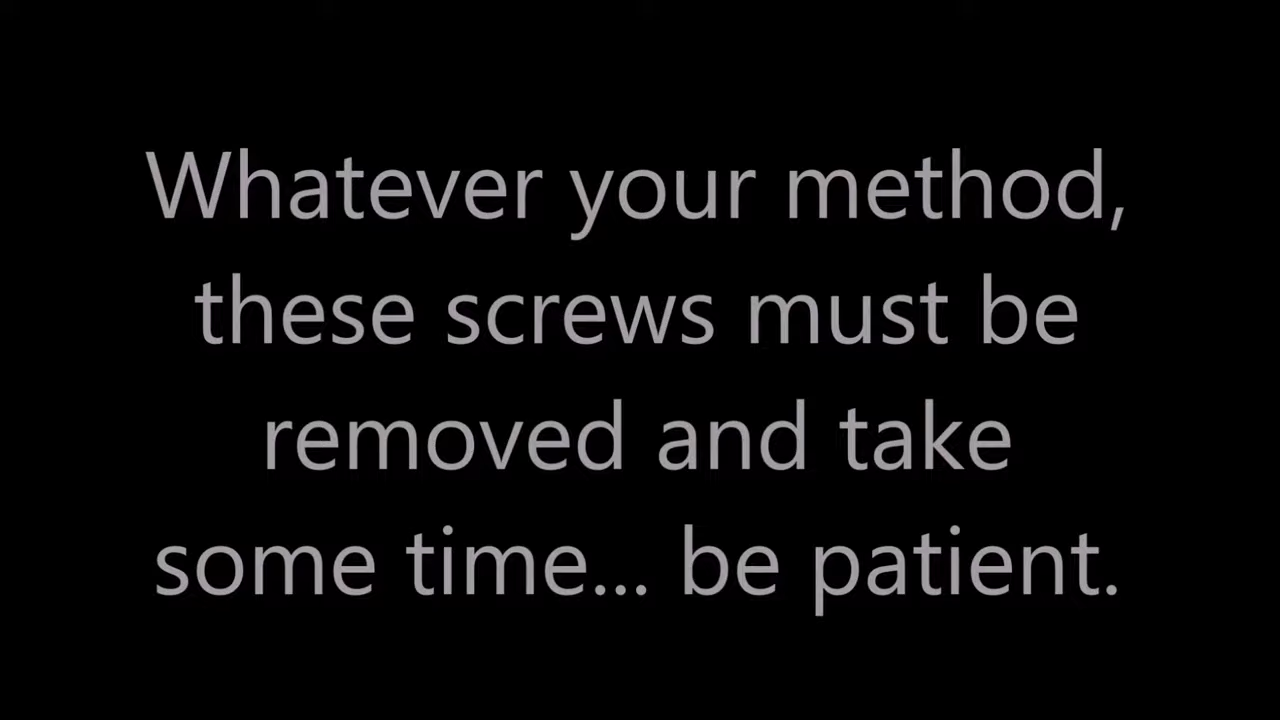 Whatever your method,
these screws must be
removed and take
some time... be patient.